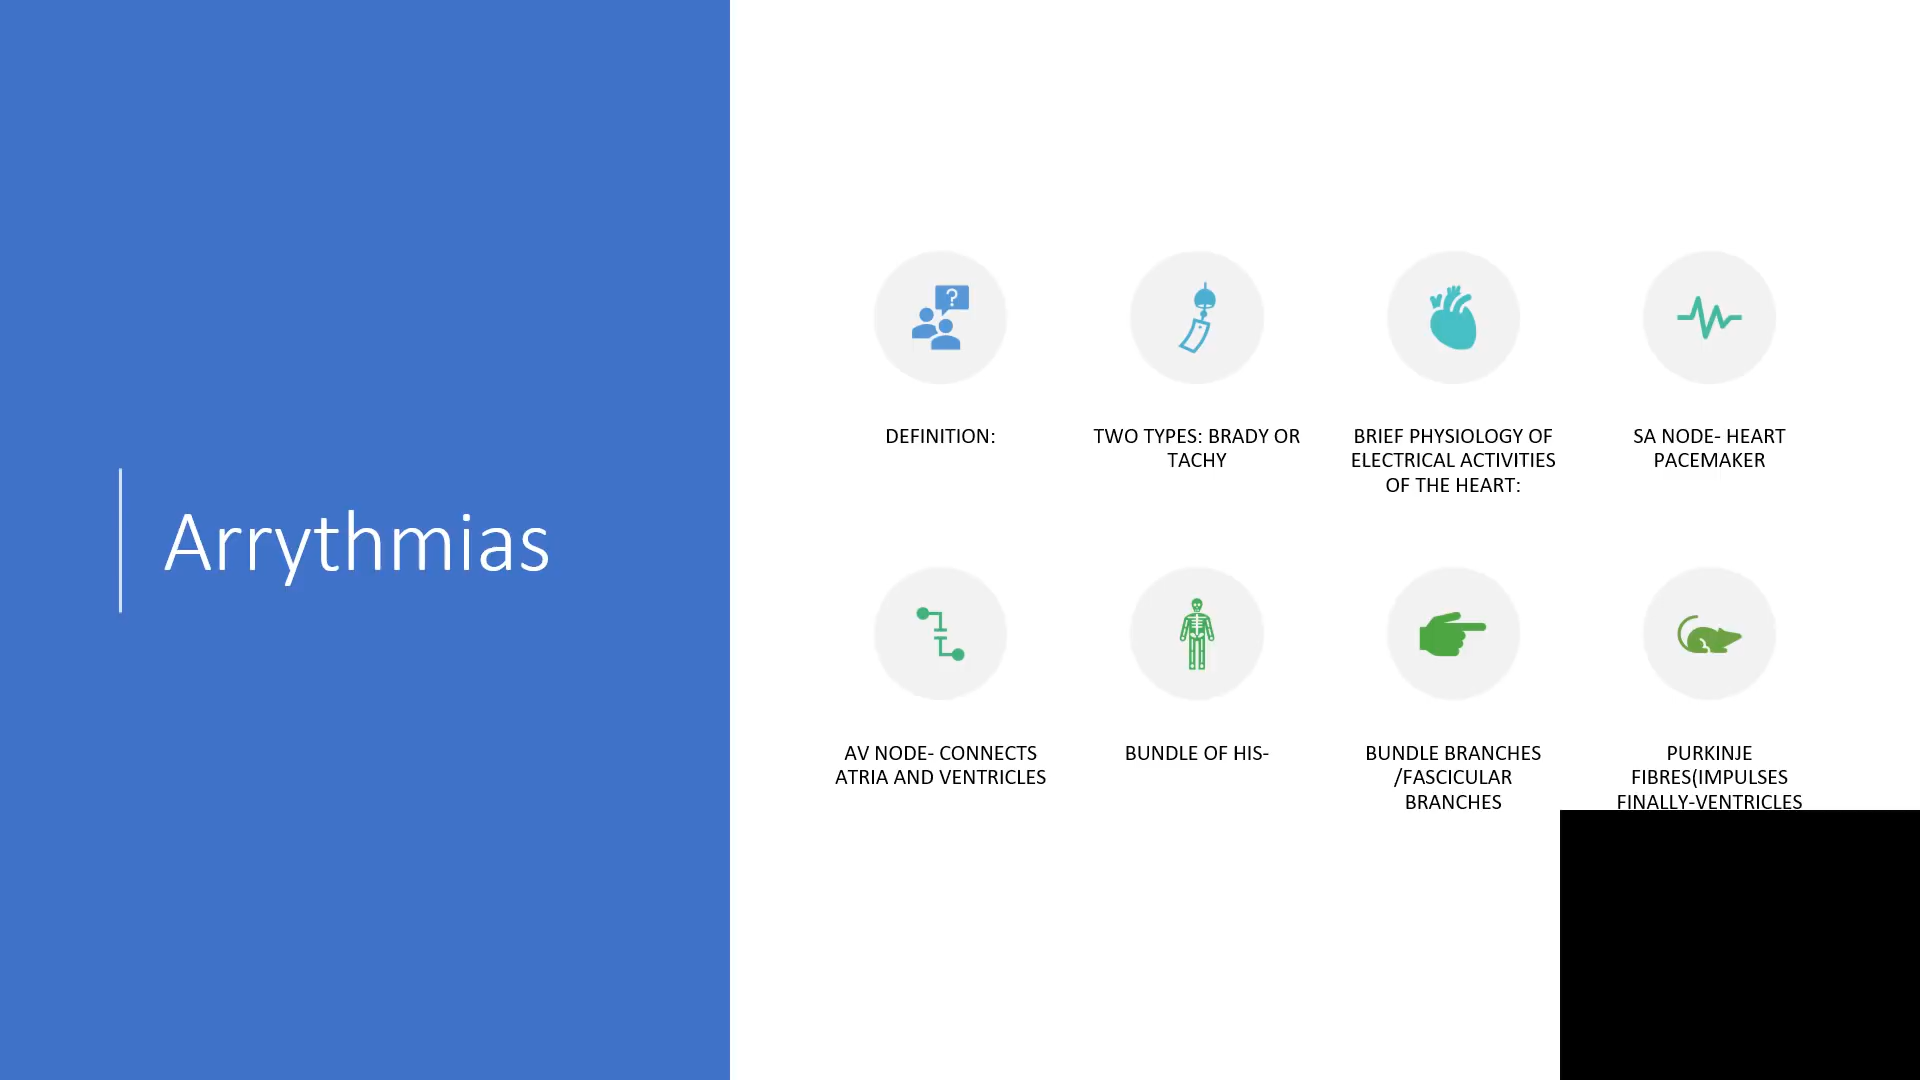 Arrythmias
?
DEFINITION:
TWO TYPES: BRADY OR
TACHY
BRIEF PHYSIOLOGY OF
ELECTRICAL ACTIVITIES
OF THE HEART:
SA NODE- HEART
PACEMAKER
AV NODE- CONNECTS
ATRIA AND VENTRICLES
BUNDLE OF HIS-
BUNDLE BRANCHES
/FASCICULAR
BRANCHES
PURKINJE
FIBRES(IMPULSES
FINALLY-VENTRICLES